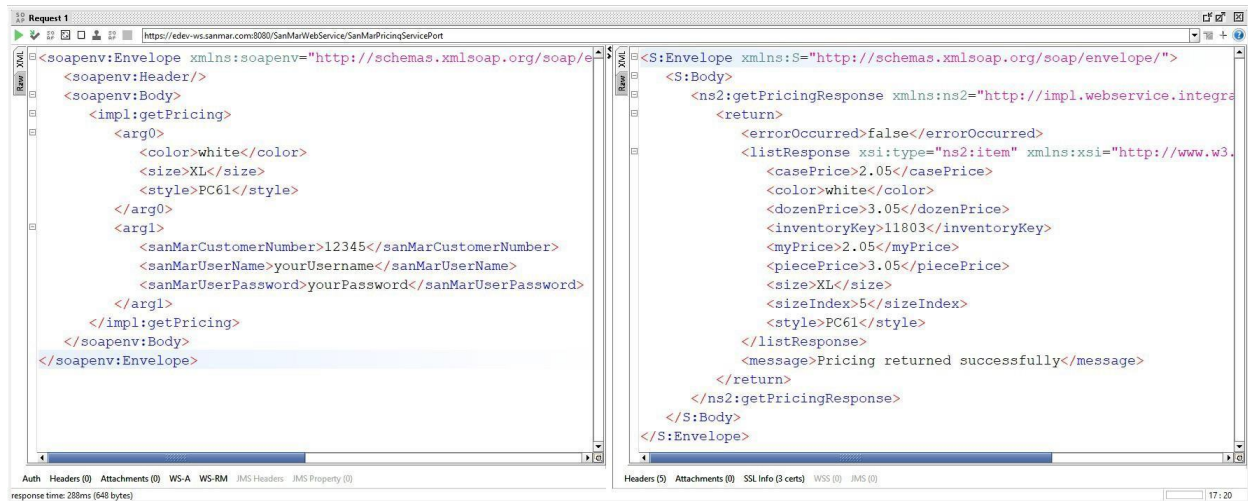 Request 1
https://edev-ws.sanmar.com:8080/SanMarWebService/SanMarPricingServicePort
XML
Raw
<soapenv:Envelope xmlns:soapenv="http://schemas.xmlsoap.org/soap/e
<soapenv:Header/>
<soapenv:Body>
<impl:getPricing>
<arg0>
<color>white</color>
<size>XL</size>
<style>PC61</style>
</arg0>
<arg1>
<sanMarCustomerNumber>12345</sanMarCustomerNumber>
<sanMarUserName>yourUsername</sanMarUserName>
<sanMarUserPassword>yourPassword</sanMarUserPassword>
</arg1>
</impl:getPricing>
</soapenv:Body>
</soapenv:Envelope>
XML
Raw
<S:Envelope xmlns:S="http://schemas.xmlsoap.org/soap/envelope/">
<S:Body>
<ns2:getPricingResponse xmlns:ns2="http://impl.webservice.integra
<return>
<errorOccurred>false</errorOccurred>
<listResponse xsi:type="ns2:item" xmlns:xsi="http://www.w3.
<casePrice>2.05</casePrice>
<color>white</color>
<dozenPrice>3.05</dozenPrice>
<inventoryKey>11803</inventoryKey>
<myPrice>2.05</myPrice>
<piecePrice>3.05</piecePrice>
<size>XL</size>
<sizeIndex>5</sizeIndex>
<style>PC61</style>
</listResponse>
<message>Pricing returned successfully</message>
</return>
</ns2:getPricingResponse>
</S:Body>
</S:Envelope>
Auth Headers (0) Attachments (0) WS-A WS-RM JMS Headers JMS Property (0)
Headers (5) Attachments (0) SSL Info (3 certs) WSS (0) JMS (0)
response time: 288ms (648 bytes)
17 : 20